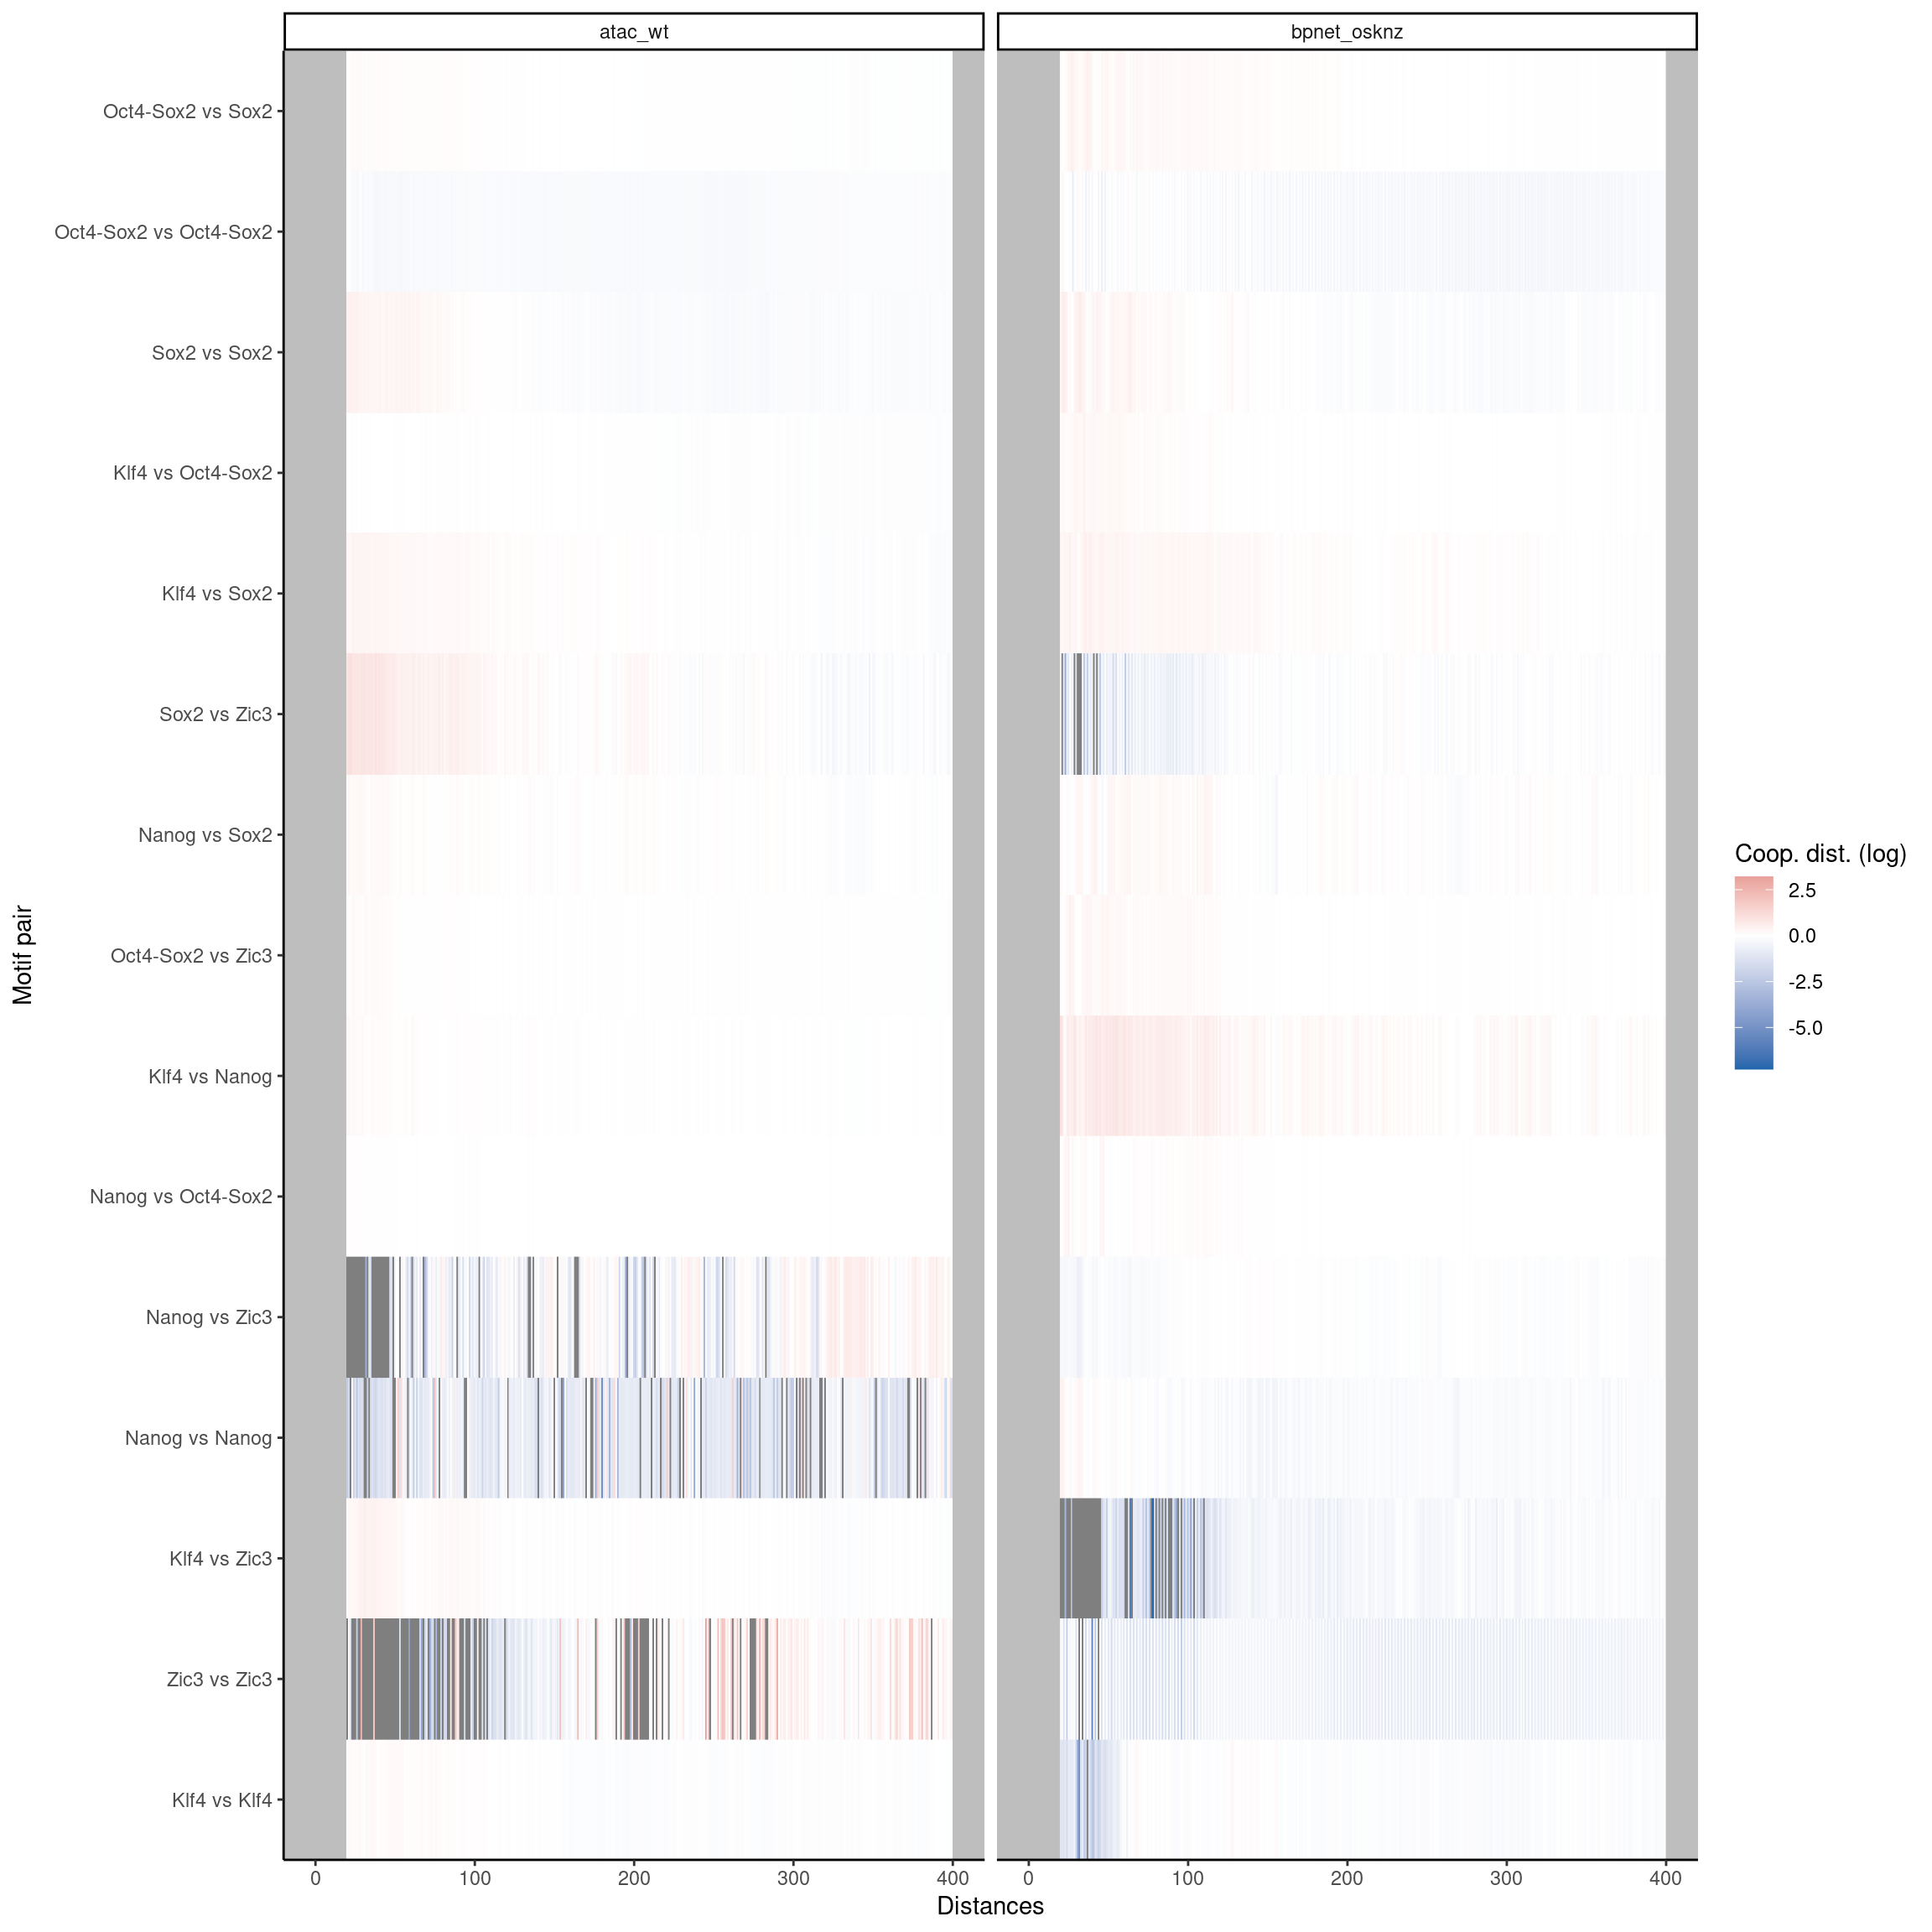 atac_wt
bpnet_osknz
Oct4-Sox2 vs Sox2
Oct4-Sox2 vs Oct4-Sox2
Sox2 vs Sox2
Klf4 vs Oct4-Sox2
Klf4 vs Sox2
Sox2 vs Zic3
Nanog vs Sox2
Oct4-Sox2 vs Zic3
Klf4 vs Nanog
Nanog vs Oct4-Sox2
Nanog vs Zic3
Nanog vs Nanog
Klf4 vs Zic3
Zic3 vs Zic3
Klf4 vs Klf4
Motif pair
0 100 200 300 400
0 100 200 300 400
Distances
Coop. dist. (log)
2.5
0.0
-2.5
-5.0